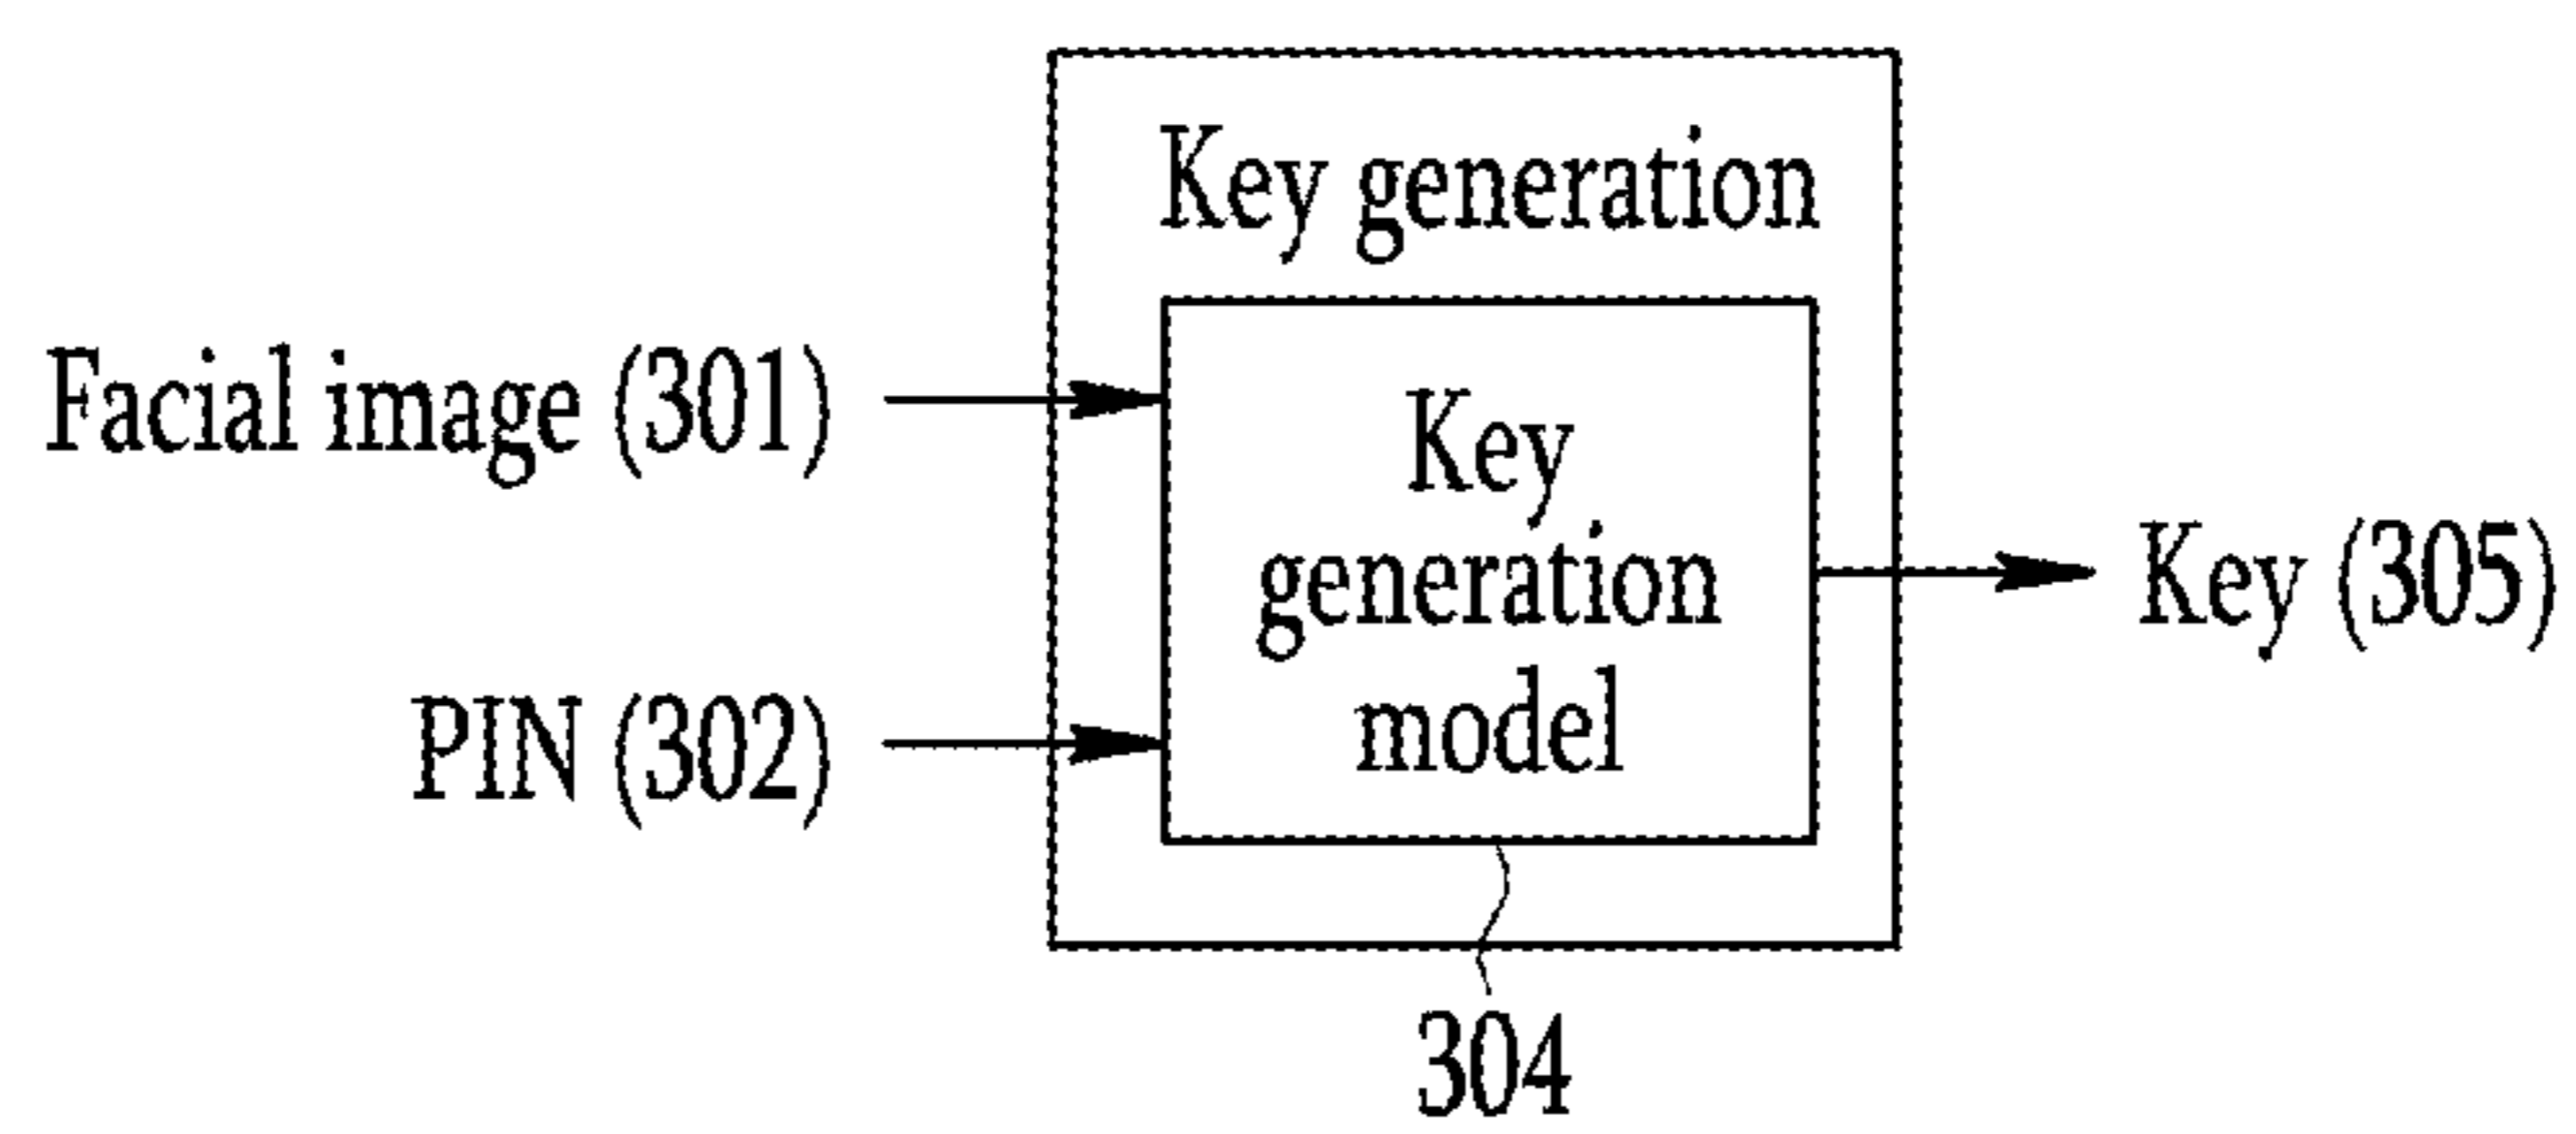 Key generation
Facial image (301)
Key
generation
model
Key (305)
PIN (302)
304